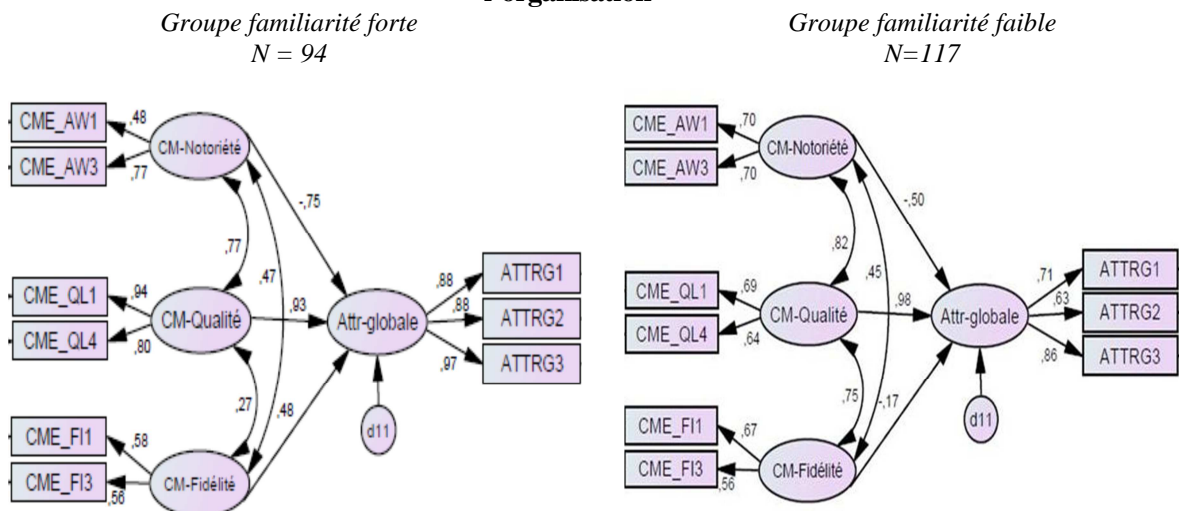 l'organisation
Groupe familiarité forte
N = 94
CME_AW1
,48
CME_AW3
,77
CM-Notoriété
-,75
,77
,47
CME_QL1
,94
CME_QL4
,80
CM-Qualité
,93
Attr-globale
,88
ATTRG1
,88
ATTRG2
,97
ATTRG3
,27
,48
d11
CME_FI1
,58
CME_FI3
,56
CM-Fidélité
Groupe familiarité faible
N=117
CME_AW1
,70
CME_AW3
,70
CM-Notoriété
-,50
,82
,45
CME_QL1
,69
CME_QL4
,64
CM-Qualité
,98
Attr-globale
,71
ATTRG1
,63
ATTRG2
,86
ATTRG3
,75
-,17
d11
CME_FI1
,67
CME_FI3
,56
CM-Fidélité